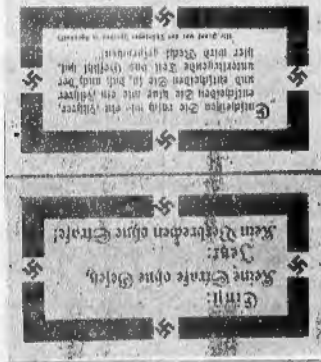 Einst:
Keine Strafe ohne Gesetz,
Jetzt:
Kein Verbrechen ohne Strafe!
Entscheiden Sie ruhig wie ein Führer,
entscheiden Sie klar wie ein Führer
und entscheiden Sie so, daß auch der
unterliegende Teil das Gefühl hat,
hier wird Recht gesprochen.